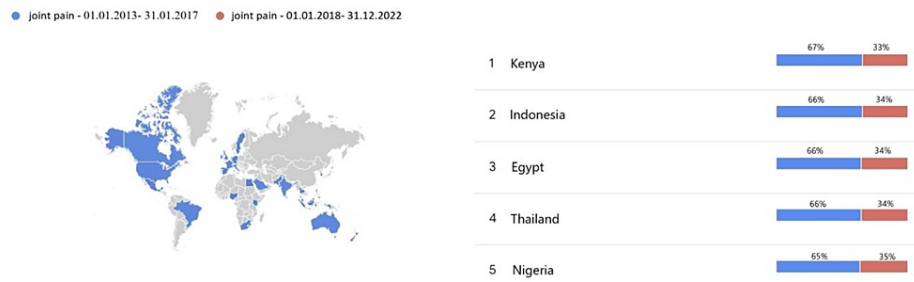 joint pain - 01.01.2013- 31.01.2017 joint pain - 01.01.2018- 31.12.2022
67% 33%
1 Kenya
66% 34%
2 Indonesia
66% 34%
3 Egypt
66% 34%
4 Thailand
65% 35%
5 Nigeria